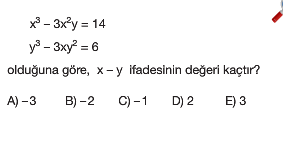 x³ – 3x²y = 14
y³ – 3xy² = 6
olduğuna göre, x – y ifadesinin değeri kaçtır?
A) –3 B) –2 C) –1 D) 2 E) 3